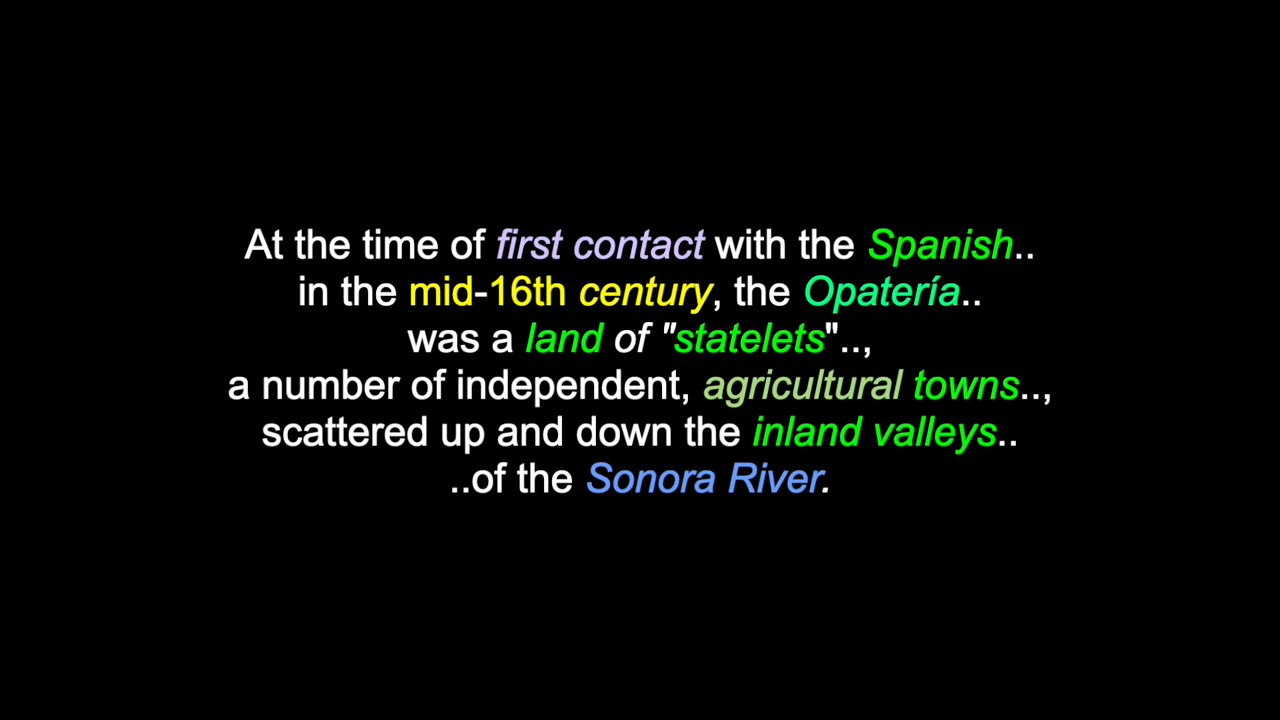 At the time of first contact with the Spanish..
in the mid-16th century, the Opatería..
was a land of "statelets"..,
a number of independent, agricultural towns..,
scattered up and down the inland valleys..
..of the Sonora River.